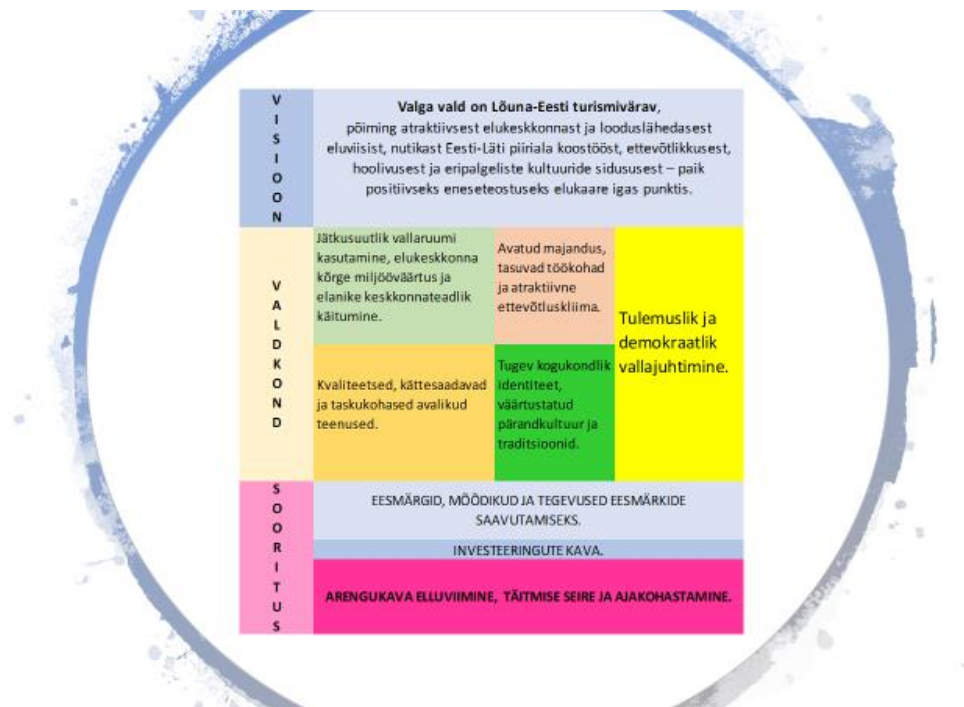 VISIOON
Valga vald on Lõuna-Eesti turismivärav,
põiming atraktiivsest elukeskkonnast ja looduslähedasest
eluviisist, nutikast Eesti-Läti piiriala koostööst, ettevõtlikkusest,
hoolivusest ja eripalgeliste kultuuride sidususest – paik
positiivseks eneseteostuseks elukaare igas punktis.
VALDKOND
Jätkusuutlik vallaruumi
kasutamine, elukeskkonna
kõrge miljööväärtus ja
elanike keskkonnateadlik
käitumine.
Avatud majandus,
tasuvad töökohad
ja atraktiivne
ettevõtluskliima.
Tulemuslik ja
demokraatlik
vallajuhtimine.
Kvaliteetsed, kättesaadavad
ja taskukohased avalikud
teenused.
Tugev kogukondlik
identiteet,
väärtustatud
pärandkultuur ja
traditsioonid.
SOORITUS
EESMÄRGID, MÕÕDIKUD JA TEGEVUSED EESMÄRKIDE
SAAVUTAMISEKS.
INVESTEERINGUTE KAVA.
ARENGUKAVA ELLUVIIMINE, TÄITMISE SEIRE JA AJAKOHASTAMINE.